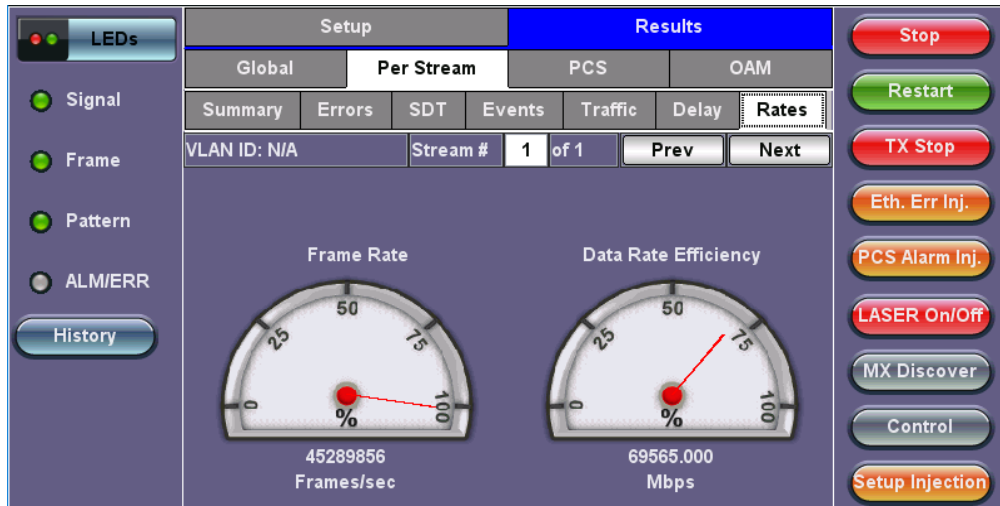 LEDs
Signal
Frame
Pattern
ALM/ERR
History
Setup Results
Global Per Stream PCS OAM
Summary Errors SDT Events Traffic Delay Rates
VLAN ID: N/A Stream # 1 of 1 Prev Next
Frame Rate
0 25 50 75 100
%
45289856
Frames/sec
Data Rate Efficiency
0 25 50 75 100
%
69565.000
Mbps
Stop
Restart
TX Stop
Eth. Err Inj.
PCS Alarm Inj.
LASER On/Off
MX Discover
Control
Setup Injection